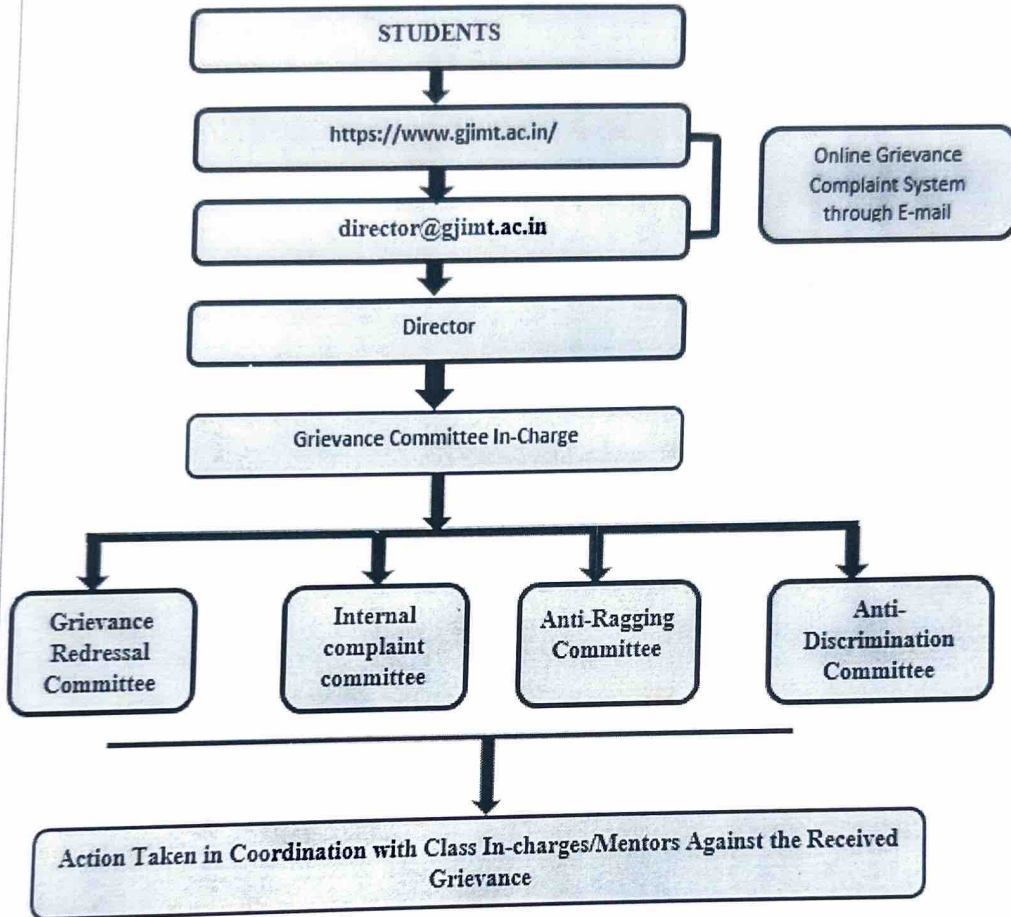 STUDENTS
https://www.gjimt.ac.in/
Online Grievance
Complaint System
through E-mail
director@gjimt.ac.in
Director
Grievance Committee In-Charge
Grievance
Redressal
Committee
Internal
complaint
committee
Anti-Ragging
Committee
Anti-
Discrimination
Committee
Action Taken in Coordination with Class In-charges/Mentors Against the Received
Grievance